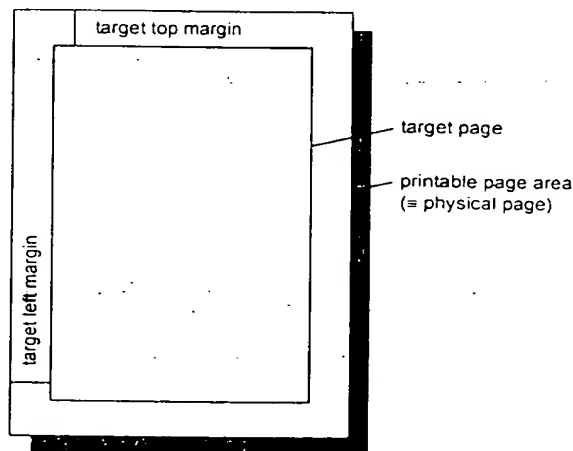 target top margin
target page
printable page area
(≡ physical page)
target left margin